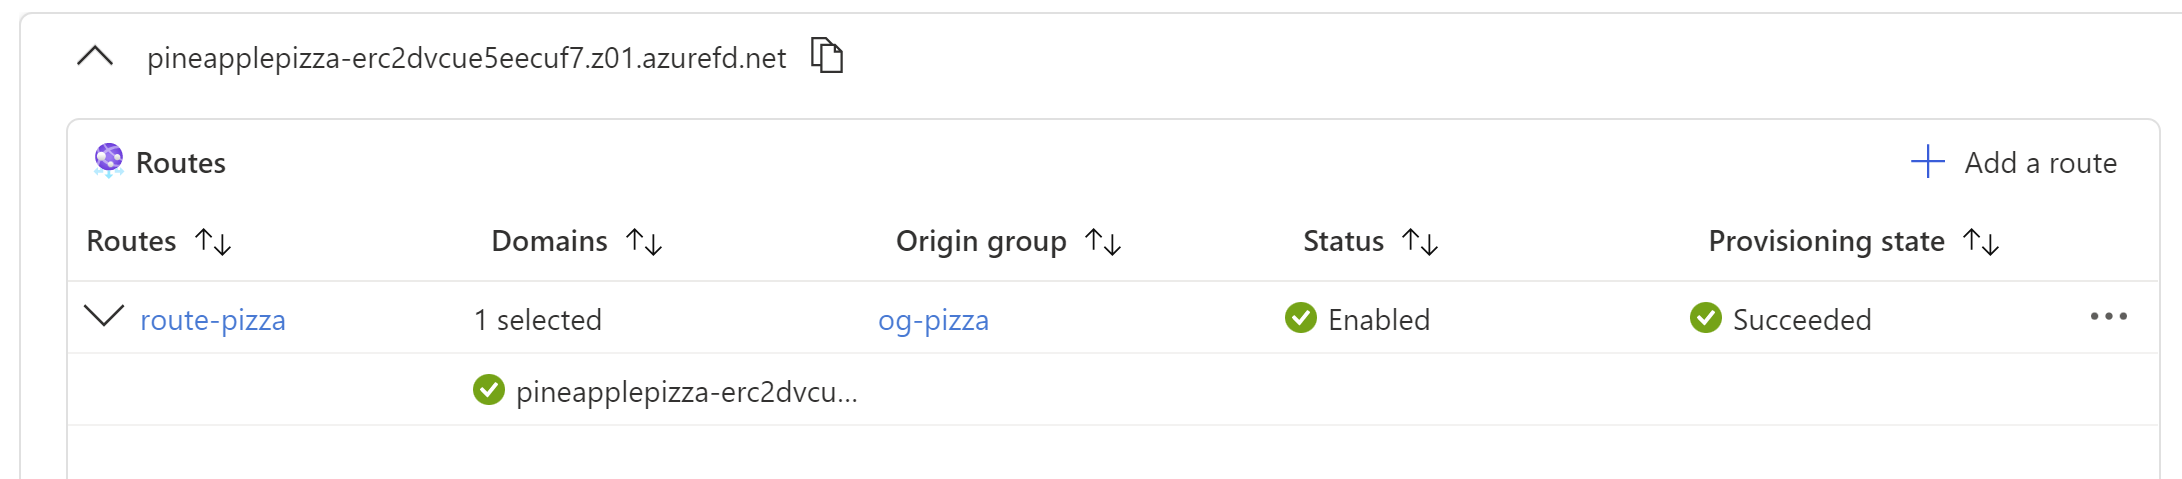 pineapplepizza-erc2dvcue5eecuf7.z01.azurefd.net
Routes
Add a route
Routes Domains Origin group Status Provisioning state
route-pizza 1 selected og-pizza Enabled Succeeded
pineapplepizza-erc2dvcu...